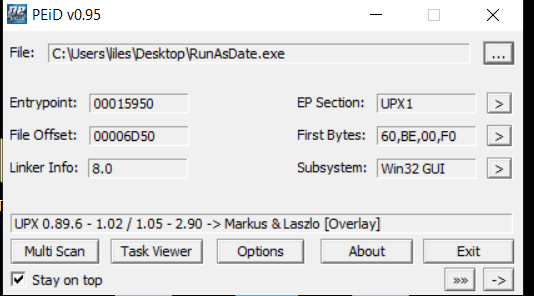 PEiD v0.95
File: C:\Users\liles\Desktop\RunAsDate.exe ...
Entrypoint: 00015950 EP Section: UPX1 >
File Offset: 00006D50 First Bytes: 60,BE,00,F0 >
Linker Info: 8.0 Subsystem: Win32 GUI >
UPX 0.89.6 - 1.02 / 1.05 - 2.90 -> Markus & Laszlo [Overlay]
Multi Scan Task Viewer Options About Exit
Stay on top »» ->